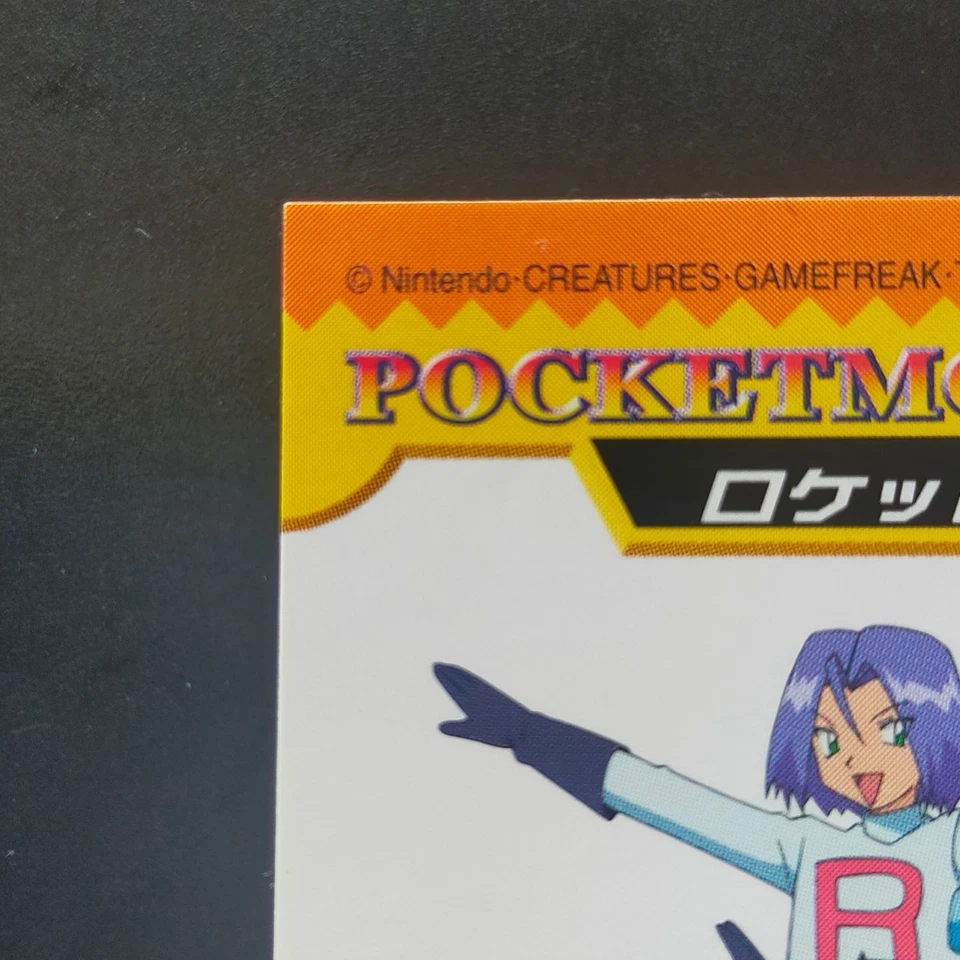 © Nintendo·CREATURES·GAMEFREAK·
POCKETMO
ロケッ
R